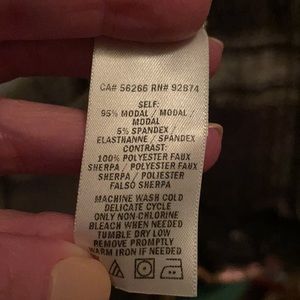 CA# 56266 RN# 92874
SELF:
95% MODAL / MODAL /
MODAL
5% SPANDEX /
ELASTHANNE / SPANDEX
CONTRAST:
100% POLYESTER FAUX
SHERPA / POLYESTER FAUX
SHERPA / POLIESTER
FALSO SHERPA
MACHINE WASH COLD
DELICATE CYCLE
ONLY NON-CHLORINE
BLEACH WHEN NEEDED
TUMBLE DRY LOW
REMOVE PROMPTLY
WARM IRON IF NEEDED